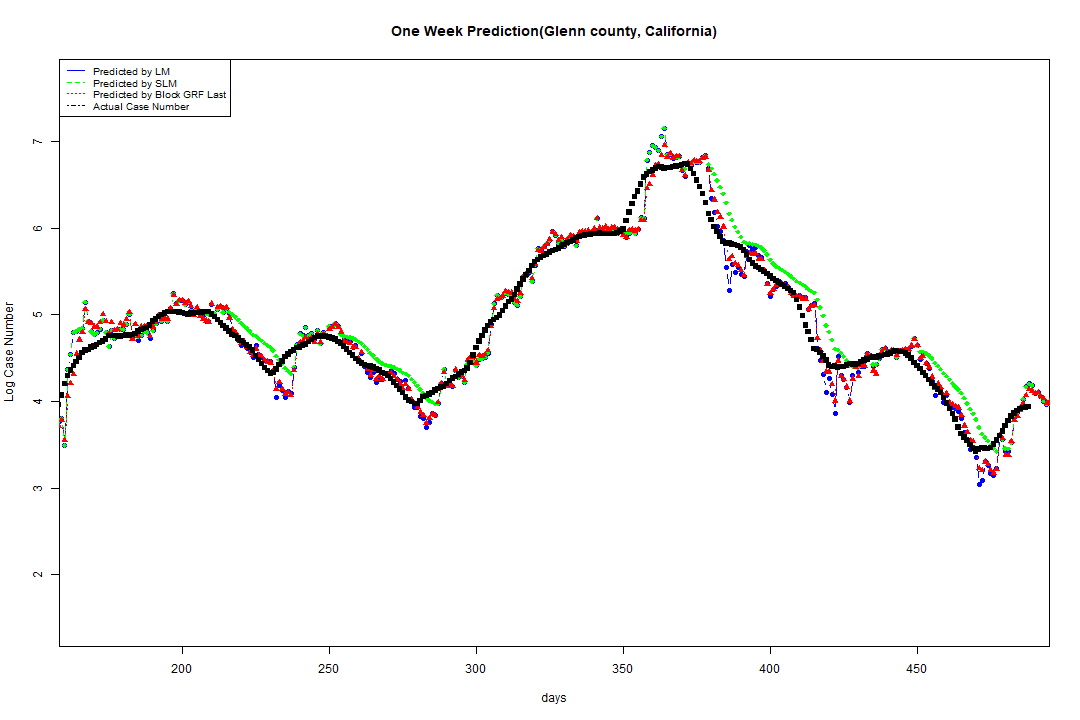 One Week Prediction(Glenn county, California)
Predicted by LM
Predicted by SLM
Predicted by Block GRF Last
Actual Case Number
Log Case Number
7
6
5
4
3
2
200 250 300 350 400 450
days